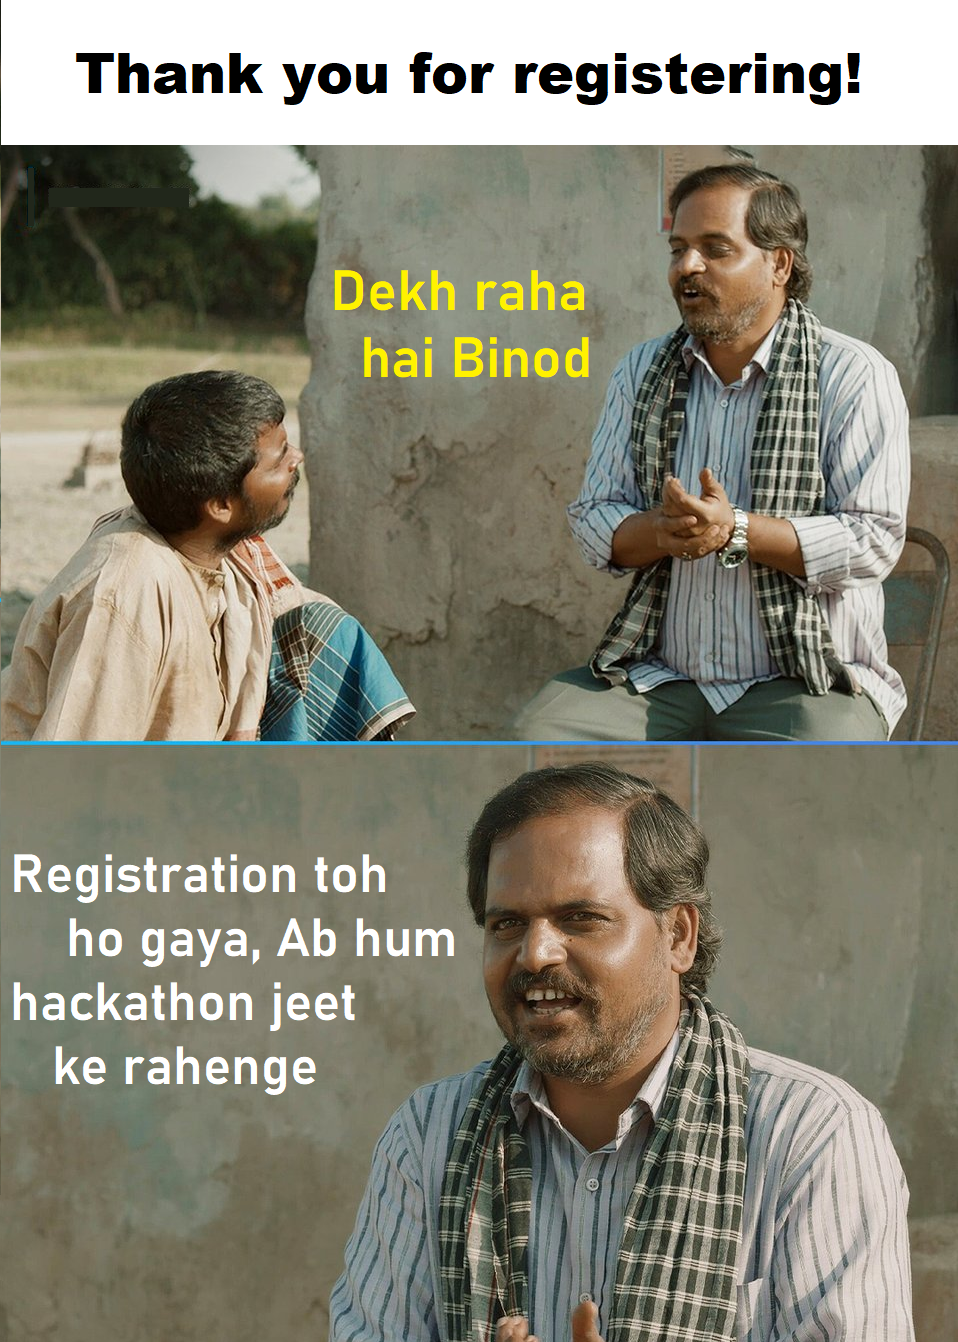 Thank you for registering!
Dekh raha
hai Binod
Registration toh
ho gaya, Ab hum
hackathon jeet
ke rahenge